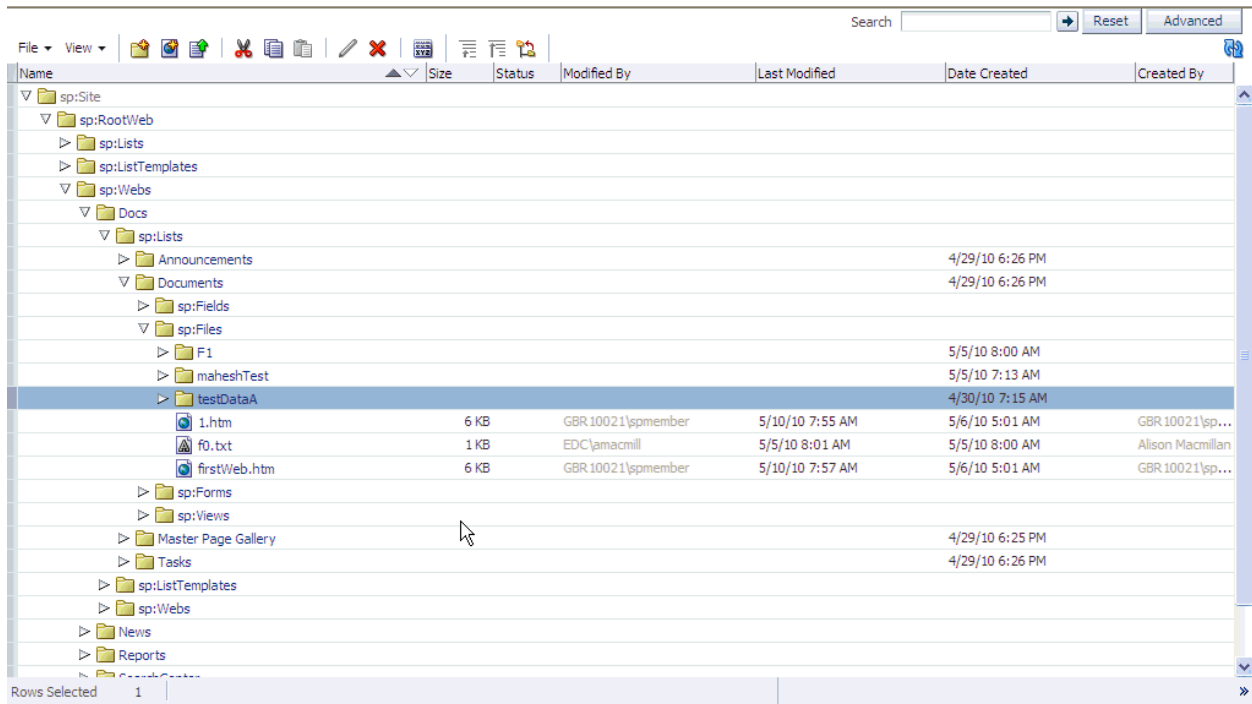 Search Reset Advanced
File View
Name Size Status Modified By Last Modified Date Created Created By
sp:Site
sp:RootWeb
sp:Lists
sp:ListTemplates
sp:Webs
Docs
sp:Lists
Announcements 4/29/10 6:26 PM
Documents 4/29/10 6:26 PM
sp:Fields
sp:Files
F1 5/5/10 8:00 AM
maheshTest 5/5/10 7:13 AM
testDataA 4/30/10 7:15 AM
1.htm 6 KB GBR10021\spmember 5/10/10 7:55 AM 5/6/10 5:01 AM GBR10021\sp...
f0.txt 1 KB EDC\amacmill 5/5/10 8:01 AM 5/5/10 8:00 AM Alison Macmillan
firstWeb.htm 6 KB GBR10021\spmember 5/10/10 7:57 AM 5/6/10 5:01 AM GBR10021\sp...
sp:Forms
sp:Views
Master Page Gallery 4/29/10 6:25 PM
Tasks 4/29/10 6:26 PM
sp:ListTemplates
sp:Webs
News
Reports
SearchCenter
Rows Selected 1